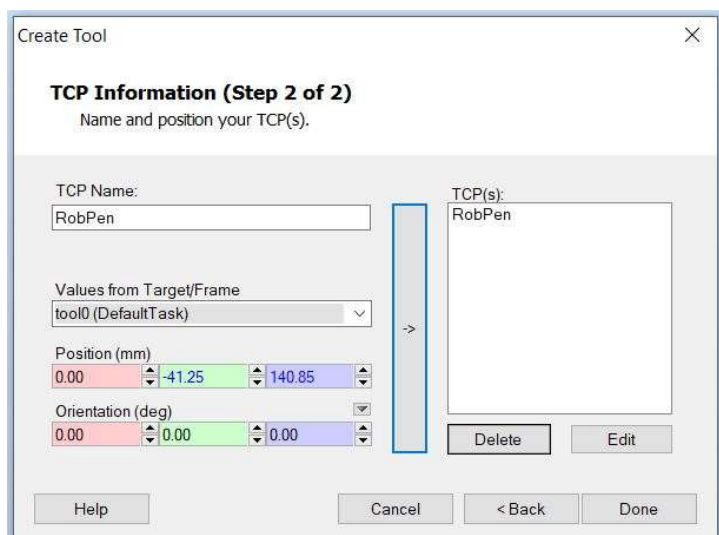 Create Tool
TCP Information (Step 2 of 2)
Name and position your TCP(s).
TCP Name:
RobPen
Values from Target/Frame
tool0 (DefaultTask)
Position (mm)
0.00 -41.25 140.85
Orientation (deg)
0.00 0.00 0.00
->
TCP(s):
RobPen
Delete Edit
Help Cancel < Back Done